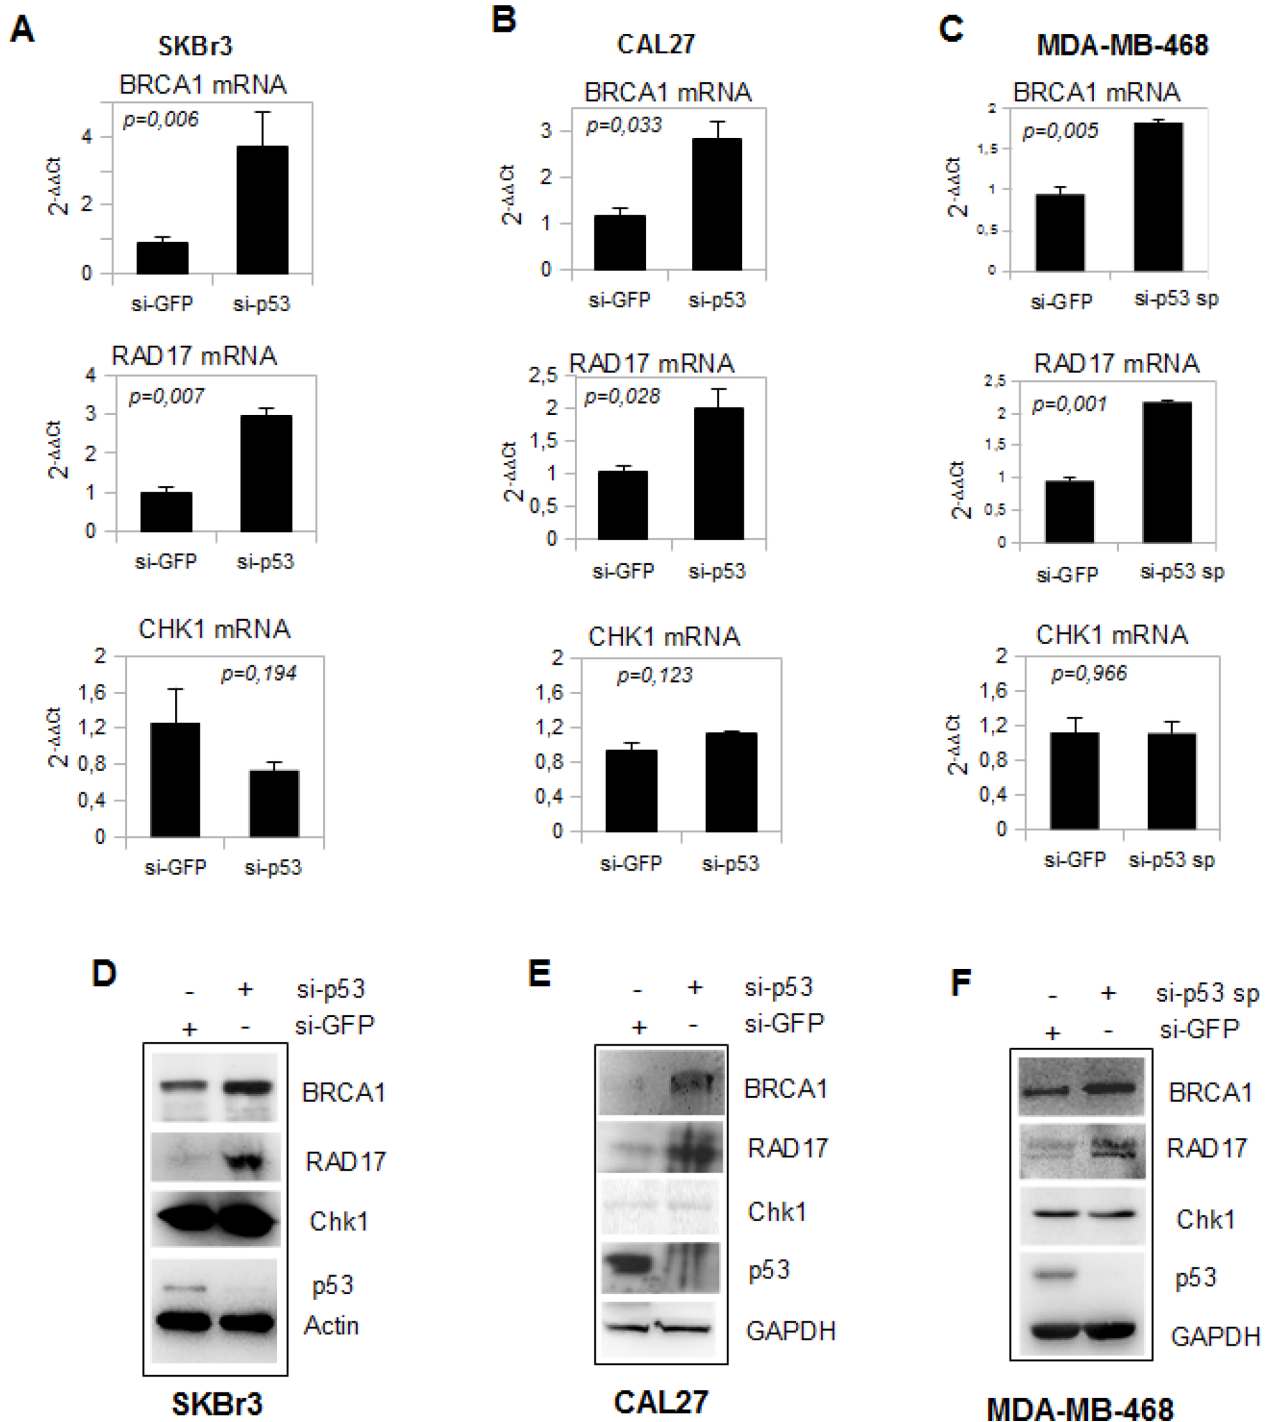 A
SKBr3
BRCA1 mRNA
p=0,006
2-ΔΔCt
4
2
0
si-GFP
si-p53
RAD17 mRNA
p=0,007
2-ΔΔCt
4
3
2
1
0
si-GFP
si-p53
CHK1 mRNA
p=0,194
2-ΔΔCt
2
1,6
1,2
0,8
0,4
0
si-GFP
si-p53
B
CAL27
BRCA1 mRNA
p=0,033
2-ΔΔCt
3
2
1
0
si-GFP
si-p53
RAD17 mRNA
p=0,028
2-ΔΔCt
2,5
2
1,5
1
0,5
0
si-GFP
si-p53
CHK1 mRNA
p=0,123
2
1,6
1,2
0,8
0,4
0
si-GFP
si-p53
C
MDA-MB-468
BRCA1 mRNA
p=0,005
2-ΔΔCt
2
1,5
1
0,5
0
si-GFP
si-p53 sp
RAD17 mRNA
p=0,001
2-ΔΔCt
2,5
2
1,5
1
0,5
0
si-GFP
si-p53 sp
CHK1 mRNA
p=0,966
2-ΔΔCt
2
1,6
1,2
0,8
0,4
0
si-GFP
si-p53 sp
D
- + si-p53
+ - si-GFP
BRCA1
RAD17
Chk1
p53
Actin
SKBr3
E
- + si-p53
+ - si-GFP
BRCA1
RAD17
Chk1
p53
GAPDH
CAL27
F
- + si-p53 sp
+ - si-GFP
BRCA1
RAD17
Chk1
p53
GAPDH
MDA-MB-468